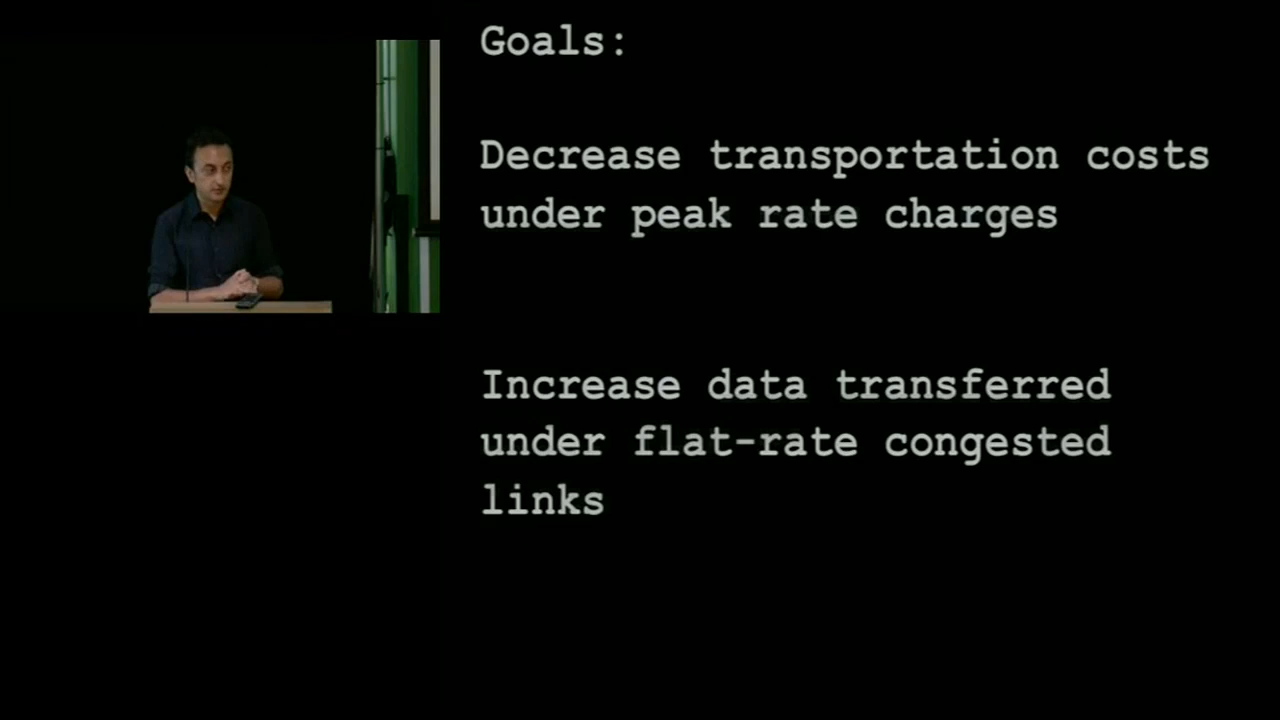 Goals:
Decrease transportation costs
under peak rate charges
Increase data transferred
under flat-rate congested
links